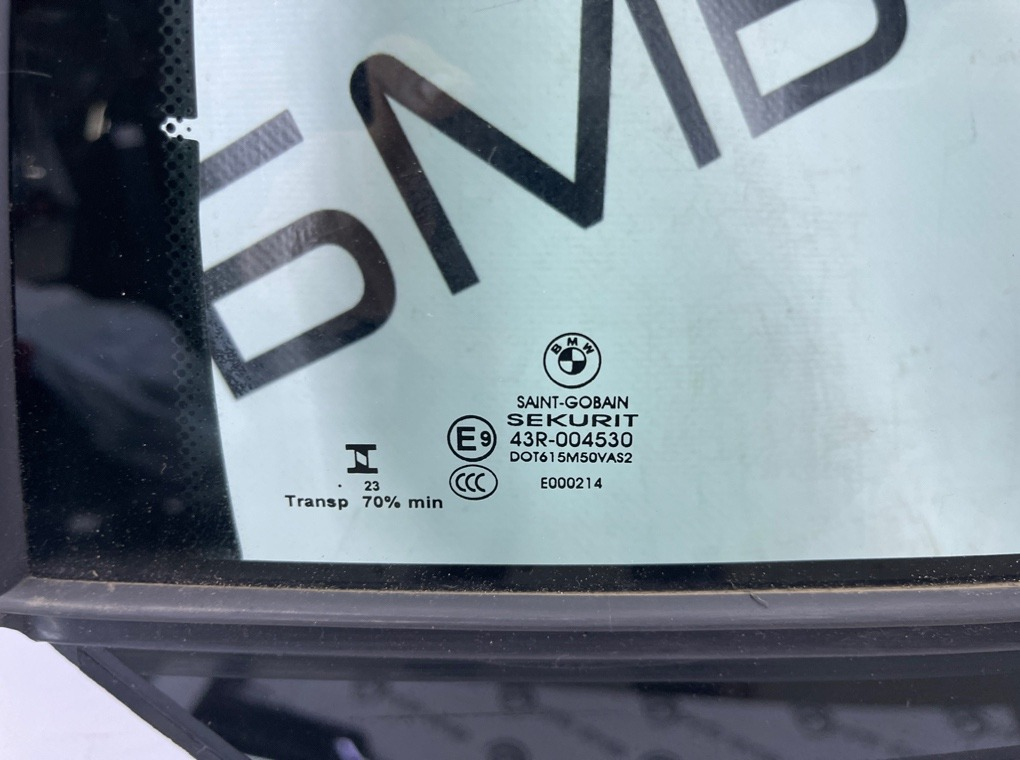 BMW
SAINT-GOBAIN
SEKURIT
E9
43R-004530
DOT615M50VAS2
CCC
E000214
. 23
Transp 70% min